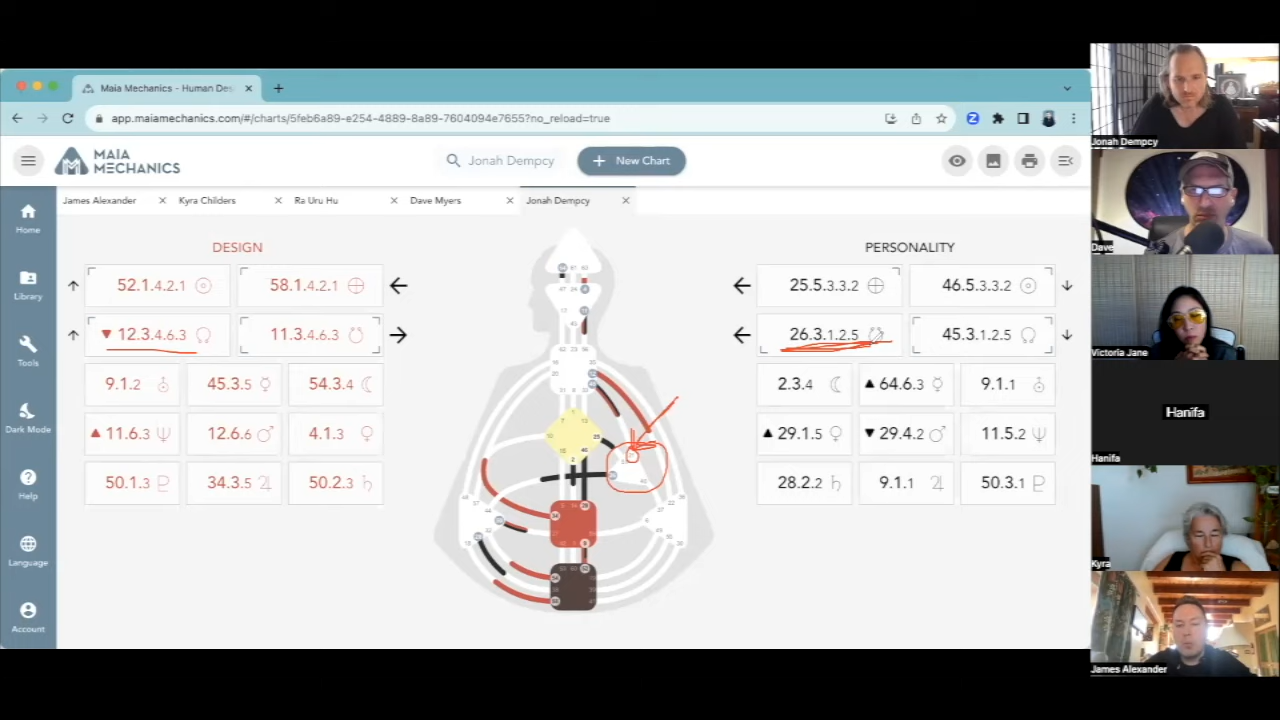 Maia Mechanics - Human Des
app.maiamechanics.com/#/charts/5feb6a89-e254-4889-8a89-7604094e7655?no_reload=true
MAIA
MECHANICS
Jonah Dempcy
+ New Chart
James Alexander
Kyra Childers
Ra Uru Hu
Dave Myers
Jonah Dempcy
Home
Library
Tools
Dark Mode
Help
Language
Account
DESIGN
52.1.4.2.1
58.1.4.2.1
12.3.4.6.3
11.3.4.6.3
9.1.2
45.3.5
54.3.4
11.6.3
12.6.6
4.1.3
50.1.3
34.3.5
50.2.3
PERSONALITY
25.5.3.3.2
46.5.3.3.2
26.3.1.2.5
45.3.1.2.5
2.3.4
64.6.3
9.1.1
29.1.5
29.4.2
11.5.2
28.2.2
9.1.1
50.3.1
Jonah Dempcy
Dave
Victoria Jane
Hanifa
Hanifa
Kyra
James Alexander